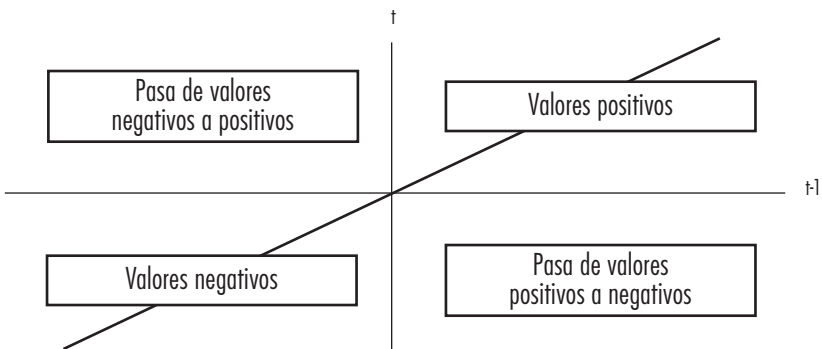 t
Pasa de valores
negativos a positivos
Valores positivos
t-1
Valores negativos
Pasa de valores
positivos a negativos